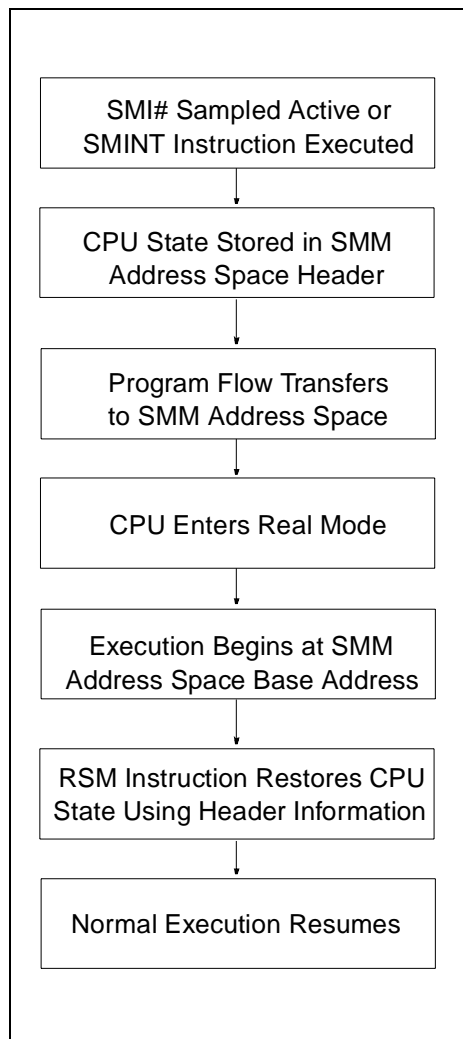 SMI# Sampled Active or
SMINT Instruction Executed
CPU State Stored in SMM
Address Space Header
Program Flow Transfers
to SMM Address Space
CPU Enters Real Mode
Execution Begins at SMM
Address Space Base Address
RSM Instruction Restores CPU
State Using Header Information
Normal Execution Resumes